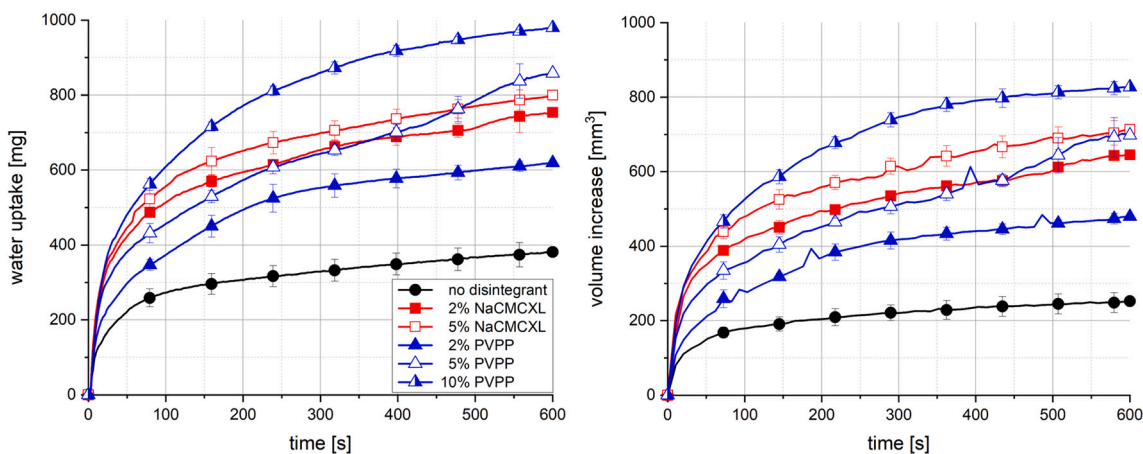 1000
800
600
400
200
0
water uptake [mg]
0 100 200 300 400 500 600
time [s]
no disintegrant
2% NaCMCXL
5% NaCMCXL
2% PVPP
5% PVPP
10% PVPP
1000
800
600
400
200
0
volume increase [mm³]
0 100 200 300 400 500 600
time [s]